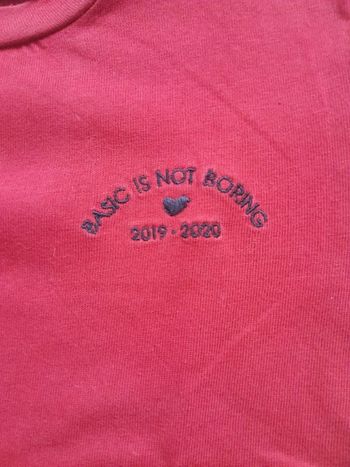 BASIC IS NOT BORING
2019 · 2020